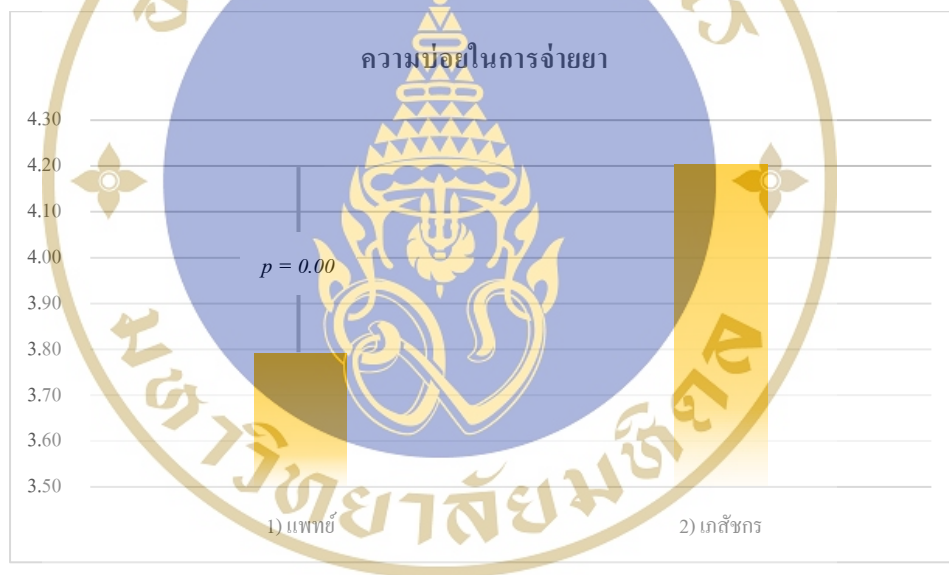 ความบ่อยในการจ่ายยา
4.30
4.20
4.10
4.00
p = 0.00
3.90
3.80
3.70
3.60
3.50
1) แพทย์
2) เภสัชกร
มหาวิทยาลัยมหิดล